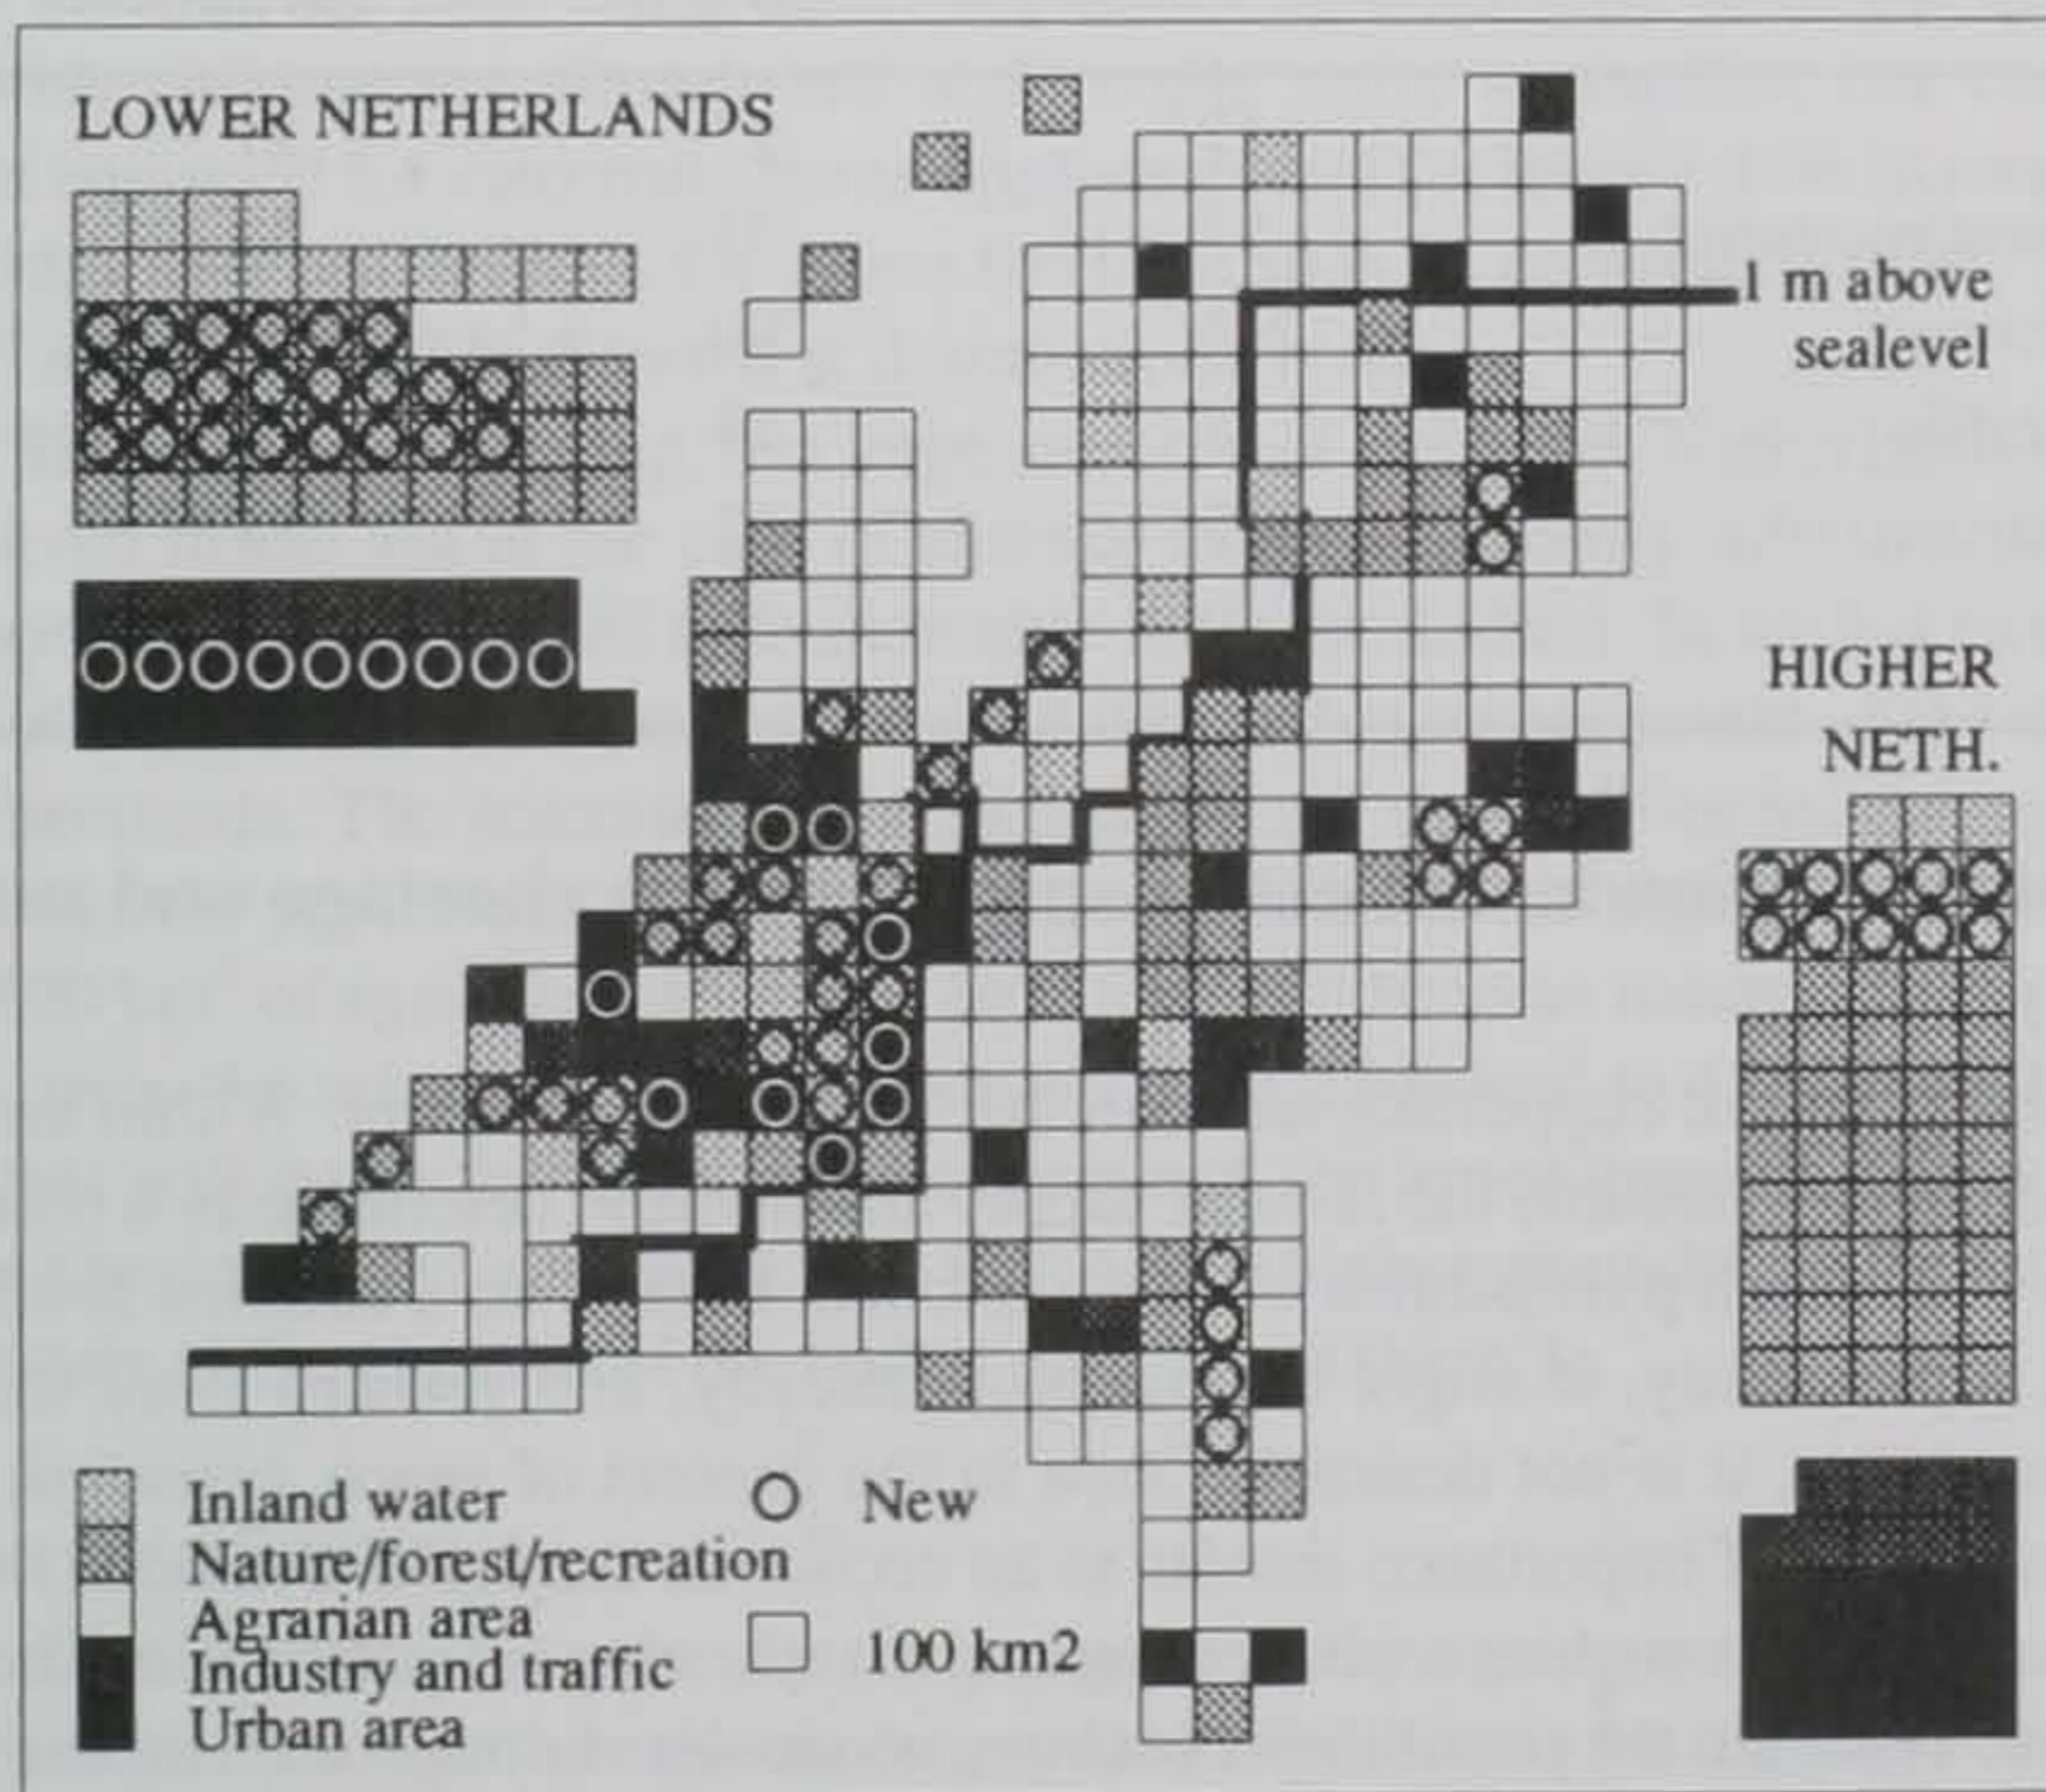 LOWER NETHERLANDS
1 m above
sealevel
HIGHER
NETH.
Inland water
Nature/forest/recreation
Agrarian area
Industry and traffic
Urban area
New
100 km2